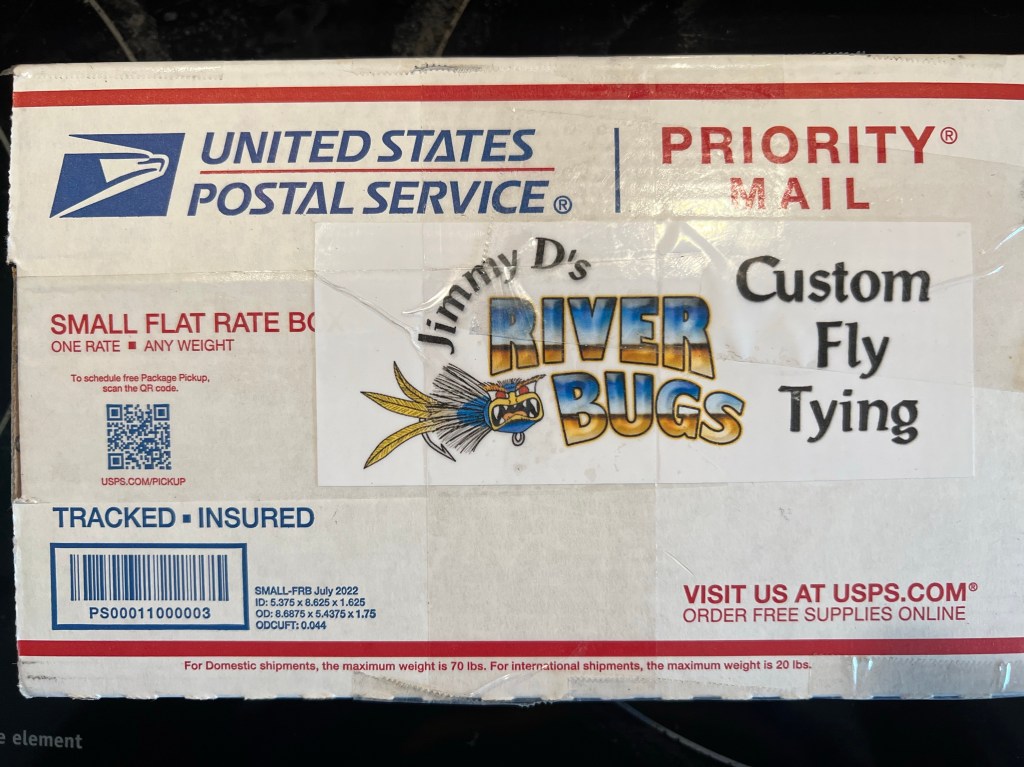 UNITED STATES
POSTAL SERVICE®
PRIORITY®
MAIL
Jimmy D's
RIVER
BUGS
Custom
Fly
Tying
SMALL FLAT RATE BO
ONE RATE ■ ANY WEIGHT
To schedule free Package Pickup,
scan the QR code.
USPS.COM/PICKUP
TRACKED ■ INSURED
PS00011000003
SMALL-FRB July 2022
ID: 5.375 x 8.625 x 1.625
OD: 8.6875 x 5.4375 x 1.75
ODCUFT: 0.044
VISIT US AT USPS.COM®
ORDER FREE SUPPLIES ONLINE
For Domestic shipments, the maximum weight is 70 lbs. For international shipments, the maximum weight is 20 lbs.
e element